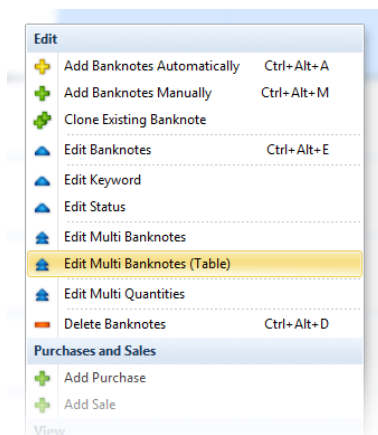 Edit
Add Banknotes Automatically Ctrl+Alt+A
Add Banknotes Manually Ctrl+Alt+M
Clone Existing Banknote
Edit Banknotes Ctrl+Alt+E
Edit Keyword
Edit Status
Edit Multi Banknotes
Edit Multi Banknotes (Table)
Edit Multi Quantities
Delete Banknotes Ctrl+Alt+D
Purchases and Sales
Add Purchase
Add Sale
View